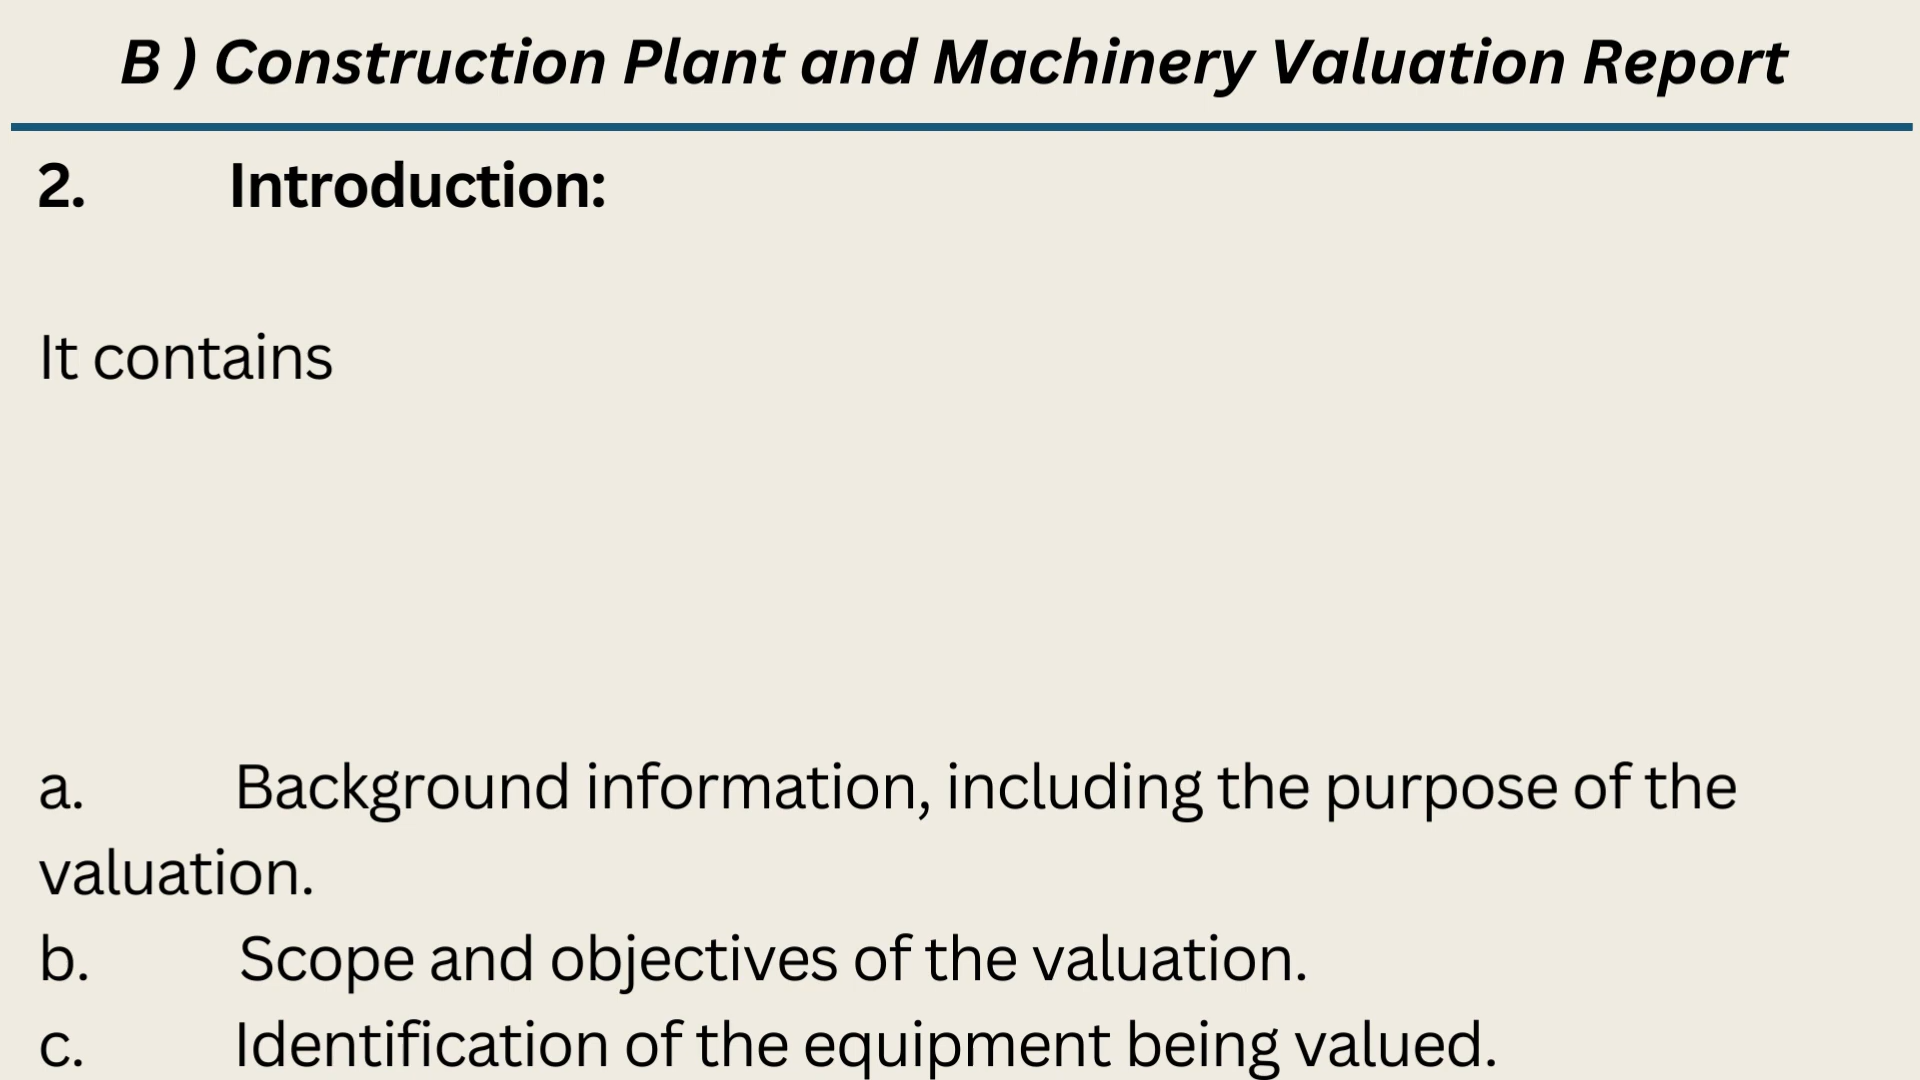 B ) Construction Plant and Machinery Valuation Report
2. Introduction:
It contains
a. Background information, including the purpose of the
valuation.
b. Scope and objectives of the valuation.
c. Identification of the equipment being valued.